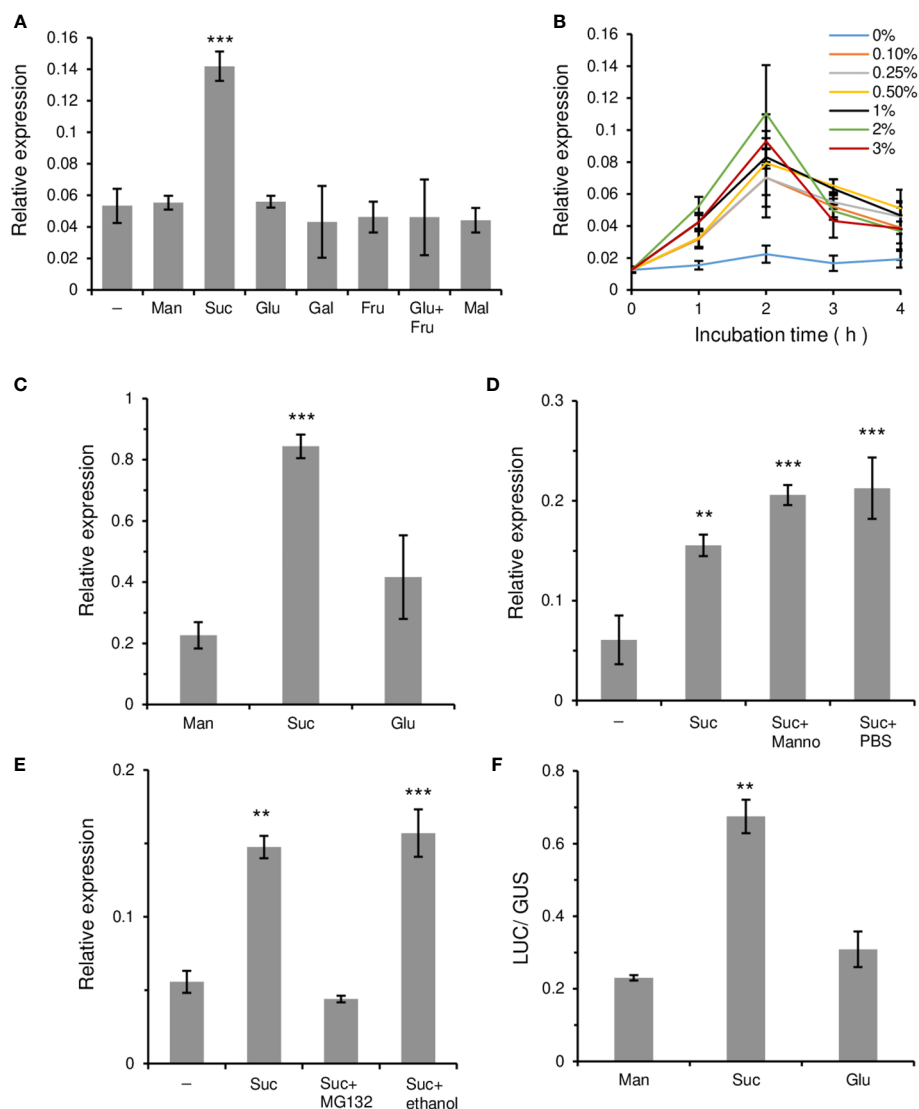 A
Relative expression
0.16
0.14
0.12
0.1
0.08
0.06
0.04
0.02
0
***
–
Man
Suc
Glu
Gal
Fru
Glu+
Fru
Mal
B
Relative expression
0.16
0.14
0.12
0.1
0.08
0.06
0.04
0.02
0
0%
0.10%
0.25%
0.50%
1%
2%
3%
0
1
2
3
4
Incubation time ( h )
C
Relative expression
1
0.8
0.6
0.4
0.2
0
***
Man
Suc
Glu
D
Relative expression
0.3
0.2
0.1
0
**
***
***
–
Suc
Suc+
Manno
Suc+
PBS
E
Relative expression
0.2
0.1
0
**
***
–
Suc
Suc+
MG132
Suc+
ethanol
F
LUC/ GUS
0.8
0.6
0.4
0.2
0
**
Man
Suc
Glu